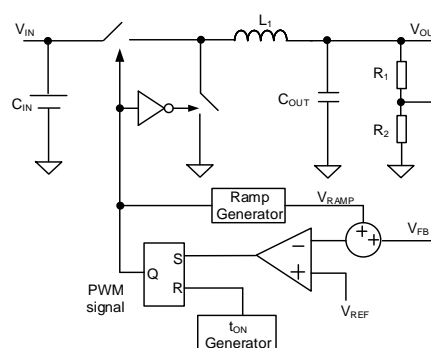 VIN
L1
VOU
CIN
COUT
R1
R2
Ramp
Generator
VRAMP
VFB
+
+
−
+
S
Q
R
PWM
signal
VREF
tON
Generator